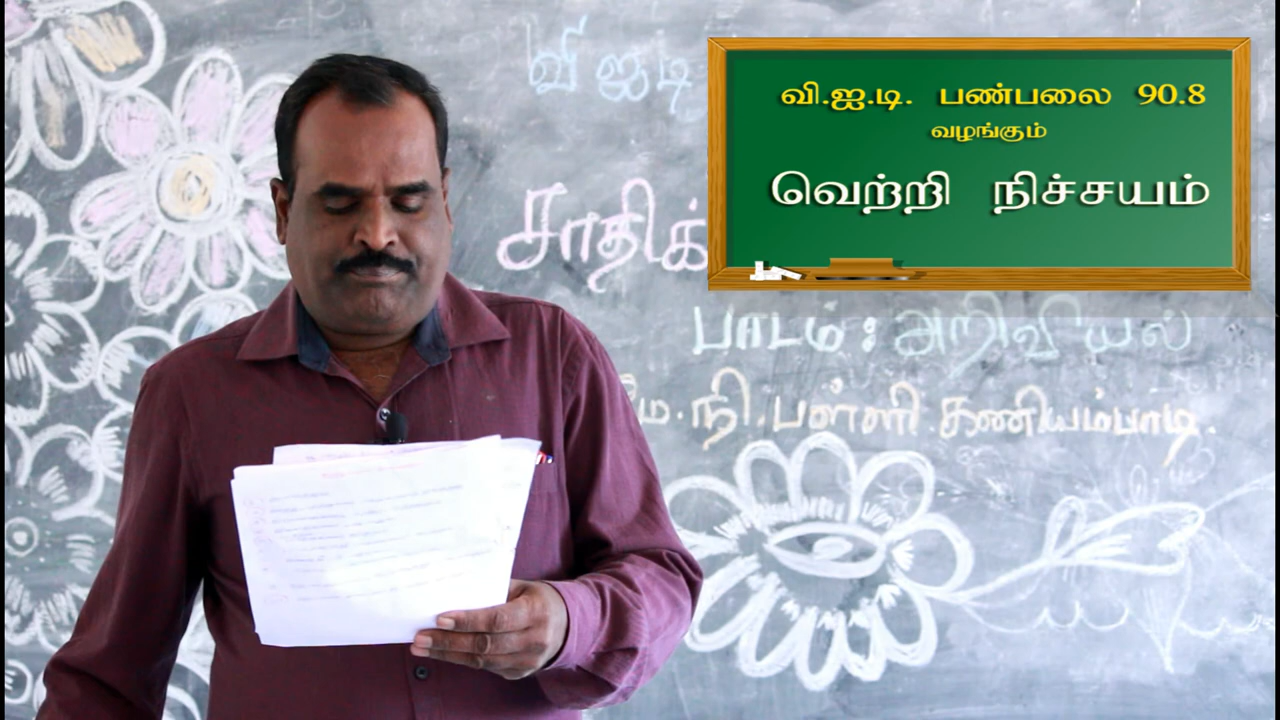 வி.ஐ.டி. பண்பலை 90.8
வழங்கும்
வெற்றி நிச்சயம்
வி ஐ டி
சாதிக்
பாடம் : அறிவியல்
மே.நி.பள்ளி.கணியம்பாடி.